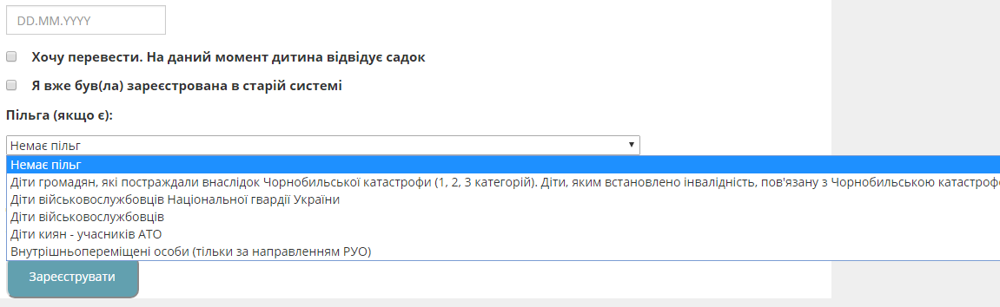 DD.MM.YYYY
Хочу перевести. На даний момент дитина відвідує садок
Я вже був(ла) зареєстрована в старій системі
Пільга (якщо є):
Немає пільг
Немає пільг
Діти громадян, які постраждали внаслідок Чорнобильської катастрофи (1, 2, 3 категорій). Діти, яким встановлено інвалідність, пов'язану з Чорнобильською
Діти військовослужбовців Національної гвардії України
Діти військовослужбовців
Діти киян - учасників АТО
Внутрішньопереміщені особи (тільки за направленням РУО)
Зареєструвати